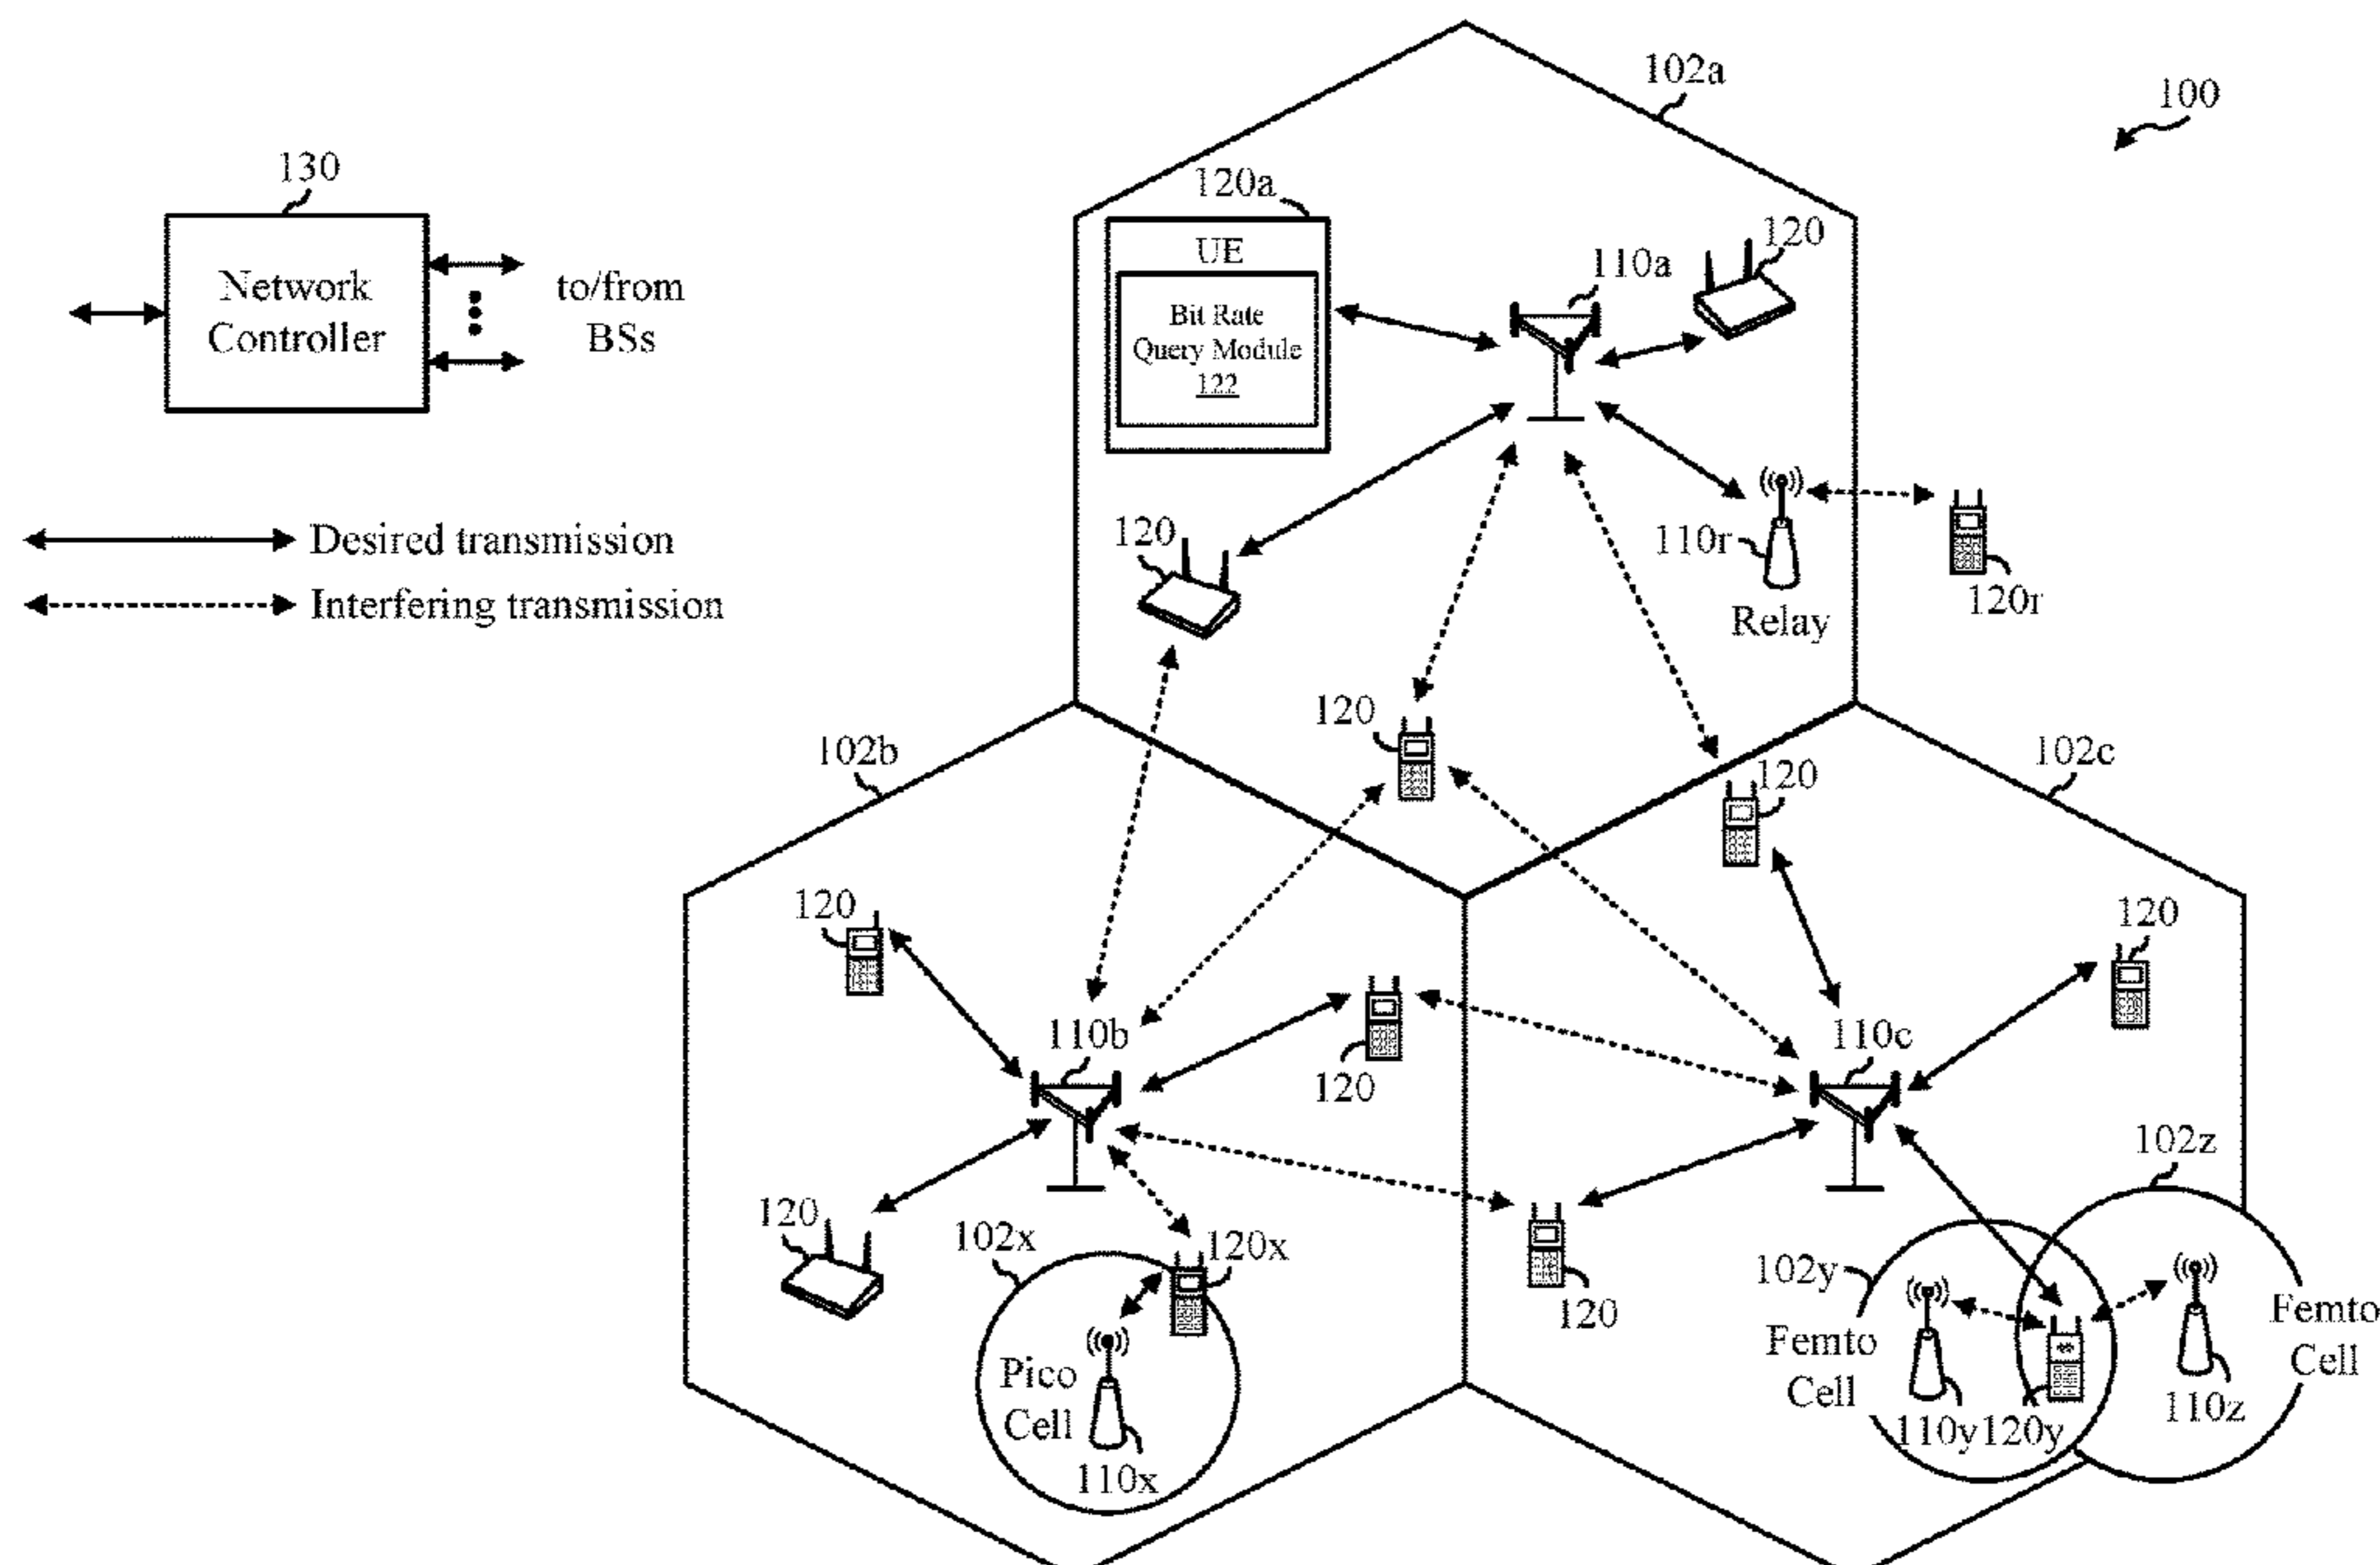 102a
100
130
120a
120
UE
110a
Network
Controller
to/from
BSs
Bit Rate
Query Module
122
Desired transmission
Interfering transmission
120
110r
Relay
120r
120
102b
102c
120
120
120
110b
110c
120
102z
120
102x
120x
120
102y
Femto
Cell
Femto
Cell
Pico
Cell
110x
110y
120y
110z